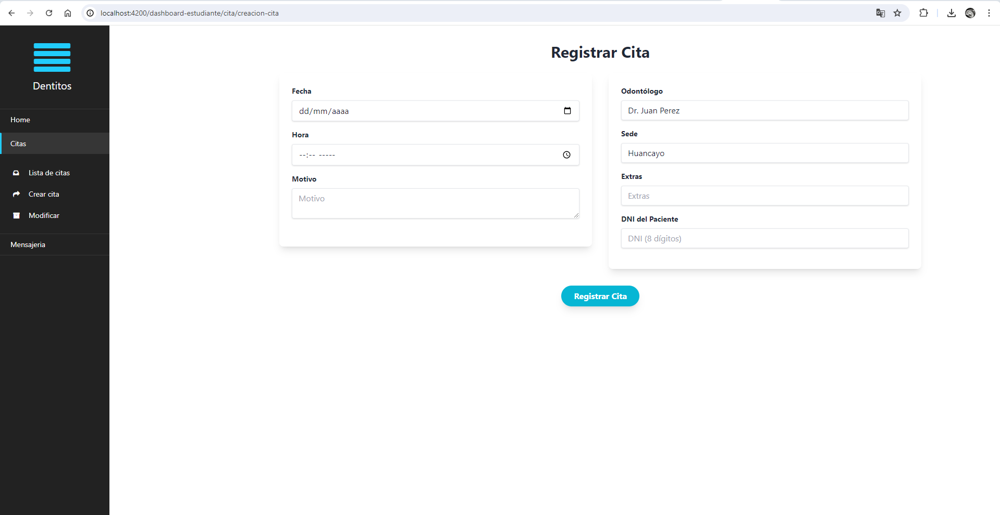 localhost:4200/dashboard-estudiante/cita/creacion-cita
Dentitos
Home
Citas
Lista de citas
Crear cita
Modificar
Mensajeria
Registrar Cita
Fecha
dd/mm/aaaa
Hora
--:-- -----
Motivo
Motivo
Odontólogo
Dr. Juan Perez
Sede
Huancayo
Extras
Extras
DNI del Paciente
DNI (8 dígitos)
Registrar Cita